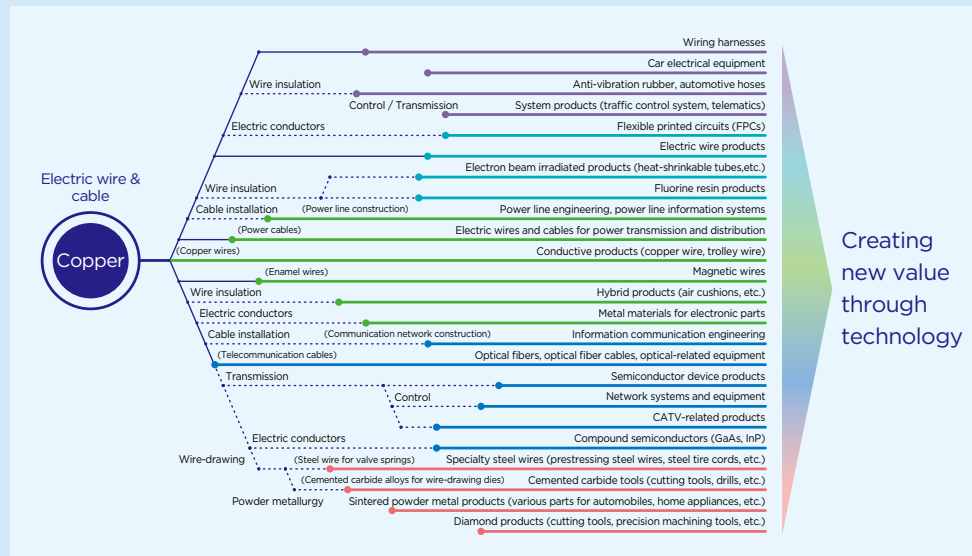 Wiring harnesses
Car electrical equipment
Wire insulation
Anti-vibration rubber, automotive hoses
Control / Transmission
System products (traffic control system, telematics)
Electric conductors
Flexible printed circuits (FPCs)
Electric wire products
Electron beam irradiated products (heat-shrinkable tubes,etc.)
Electric wire &
cable
Wire insulation
Fluorine resin products
Cable installation
(Power line construction)
Power line engineering, power line information systems
(Power cables)
Electric wires and cables for power transmission and distribution
(Copper wires)
Conductive products (copper wire, trolley wire)
Copper
(Enamel wires)
Magnetic wires
Wire insulation
Hybrid products (air cushions, etc.)
Electric conductors
Metal materials for electronic parts
Cable installation
(Communication network construction)
Information communication engineering
(Telecommunication cables)
Optical fibers, optical fiber cables, optical-related equipment
Transmission
Semiconductor device products
Control
Network systems and equipment
CATV-related products
Electric conductors
Compound semiconductors (GaAs, InP)
Wire-drawing
(Steel wire for valve springs)
Specialty steel wires (prestressing steel wires, steel tire cords, etc.)
(Cemented carbide alloys for wire-drawing dies)
Cemented carbide tools (cutting tools, drills, etc.)
Powder metallurgy
Sintered powder metal products (various parts for automobiles, home appliances, etc.)
Diamond products (cutting tools, precision machining tools, etc.)
Creating
new value
through
technology